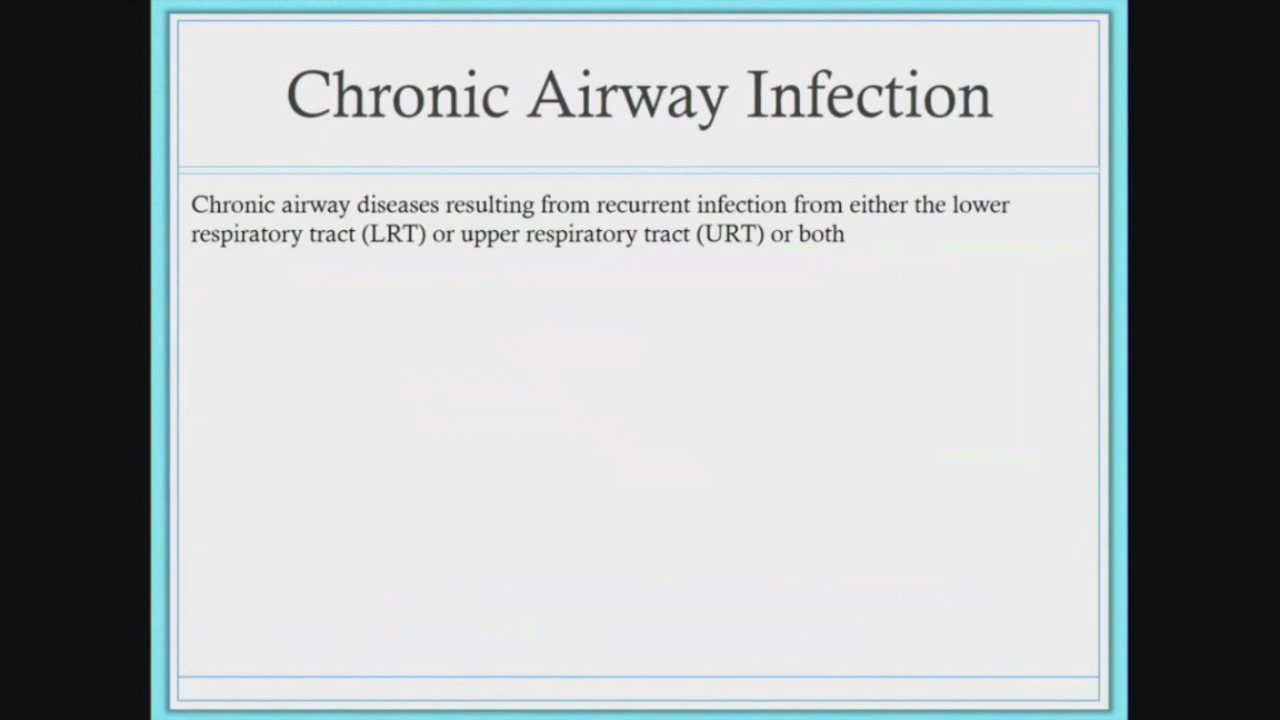 Chronic Airway Infection
Chronic airway diseases resulting from recurrent infection from either the lower
respiratory tract (LRT) or upper respiratory tract (URT) or both